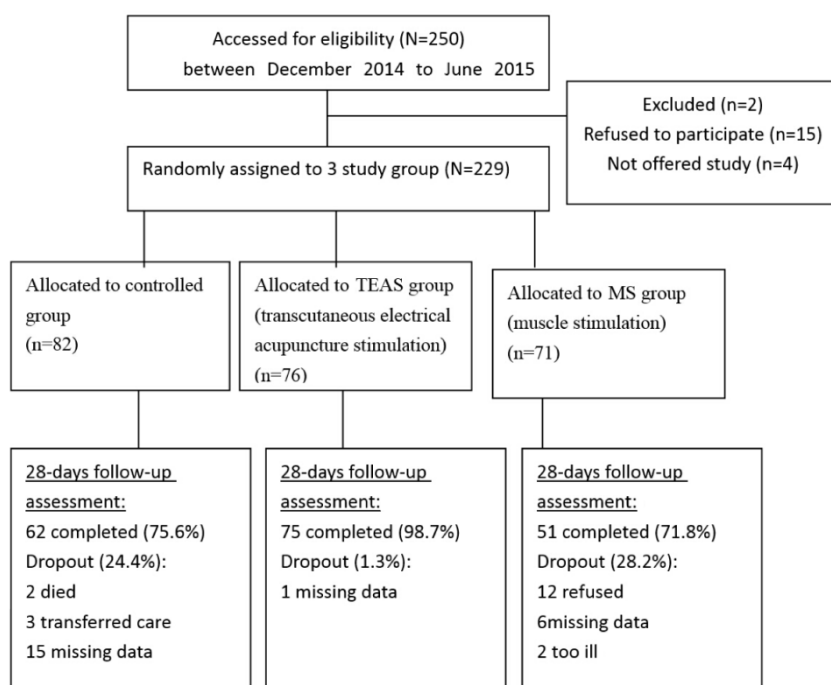 Accessed for eligibility (N=250)
between December 2014 to June 2015
Excluded (n=2)
Refused to participate (n=15)
Not offered study (n=4)
Randomly assigned to 3 study group (N=229)
Allocated to controlled
group
(n=82)
Allocated to TEAS group
(transcutaneous electrical
acupuncture stimulation)
(n=76)
Allocated to MS group
(muscle stimulation)
(n=71)
28-days follow-up
assessment:
62 completed (75.6%)
Dropout (24.4%):
2 died
3 transferred care
15 missing data
28-days follow-up
assessment:
75 completed (98.7%)
Dropout (1.3%):
1 missing data
28-days follow-up
assessment:
51 completed (71.8%)
Dropout (28.2%):
12 refused
6missing data
2 too ill